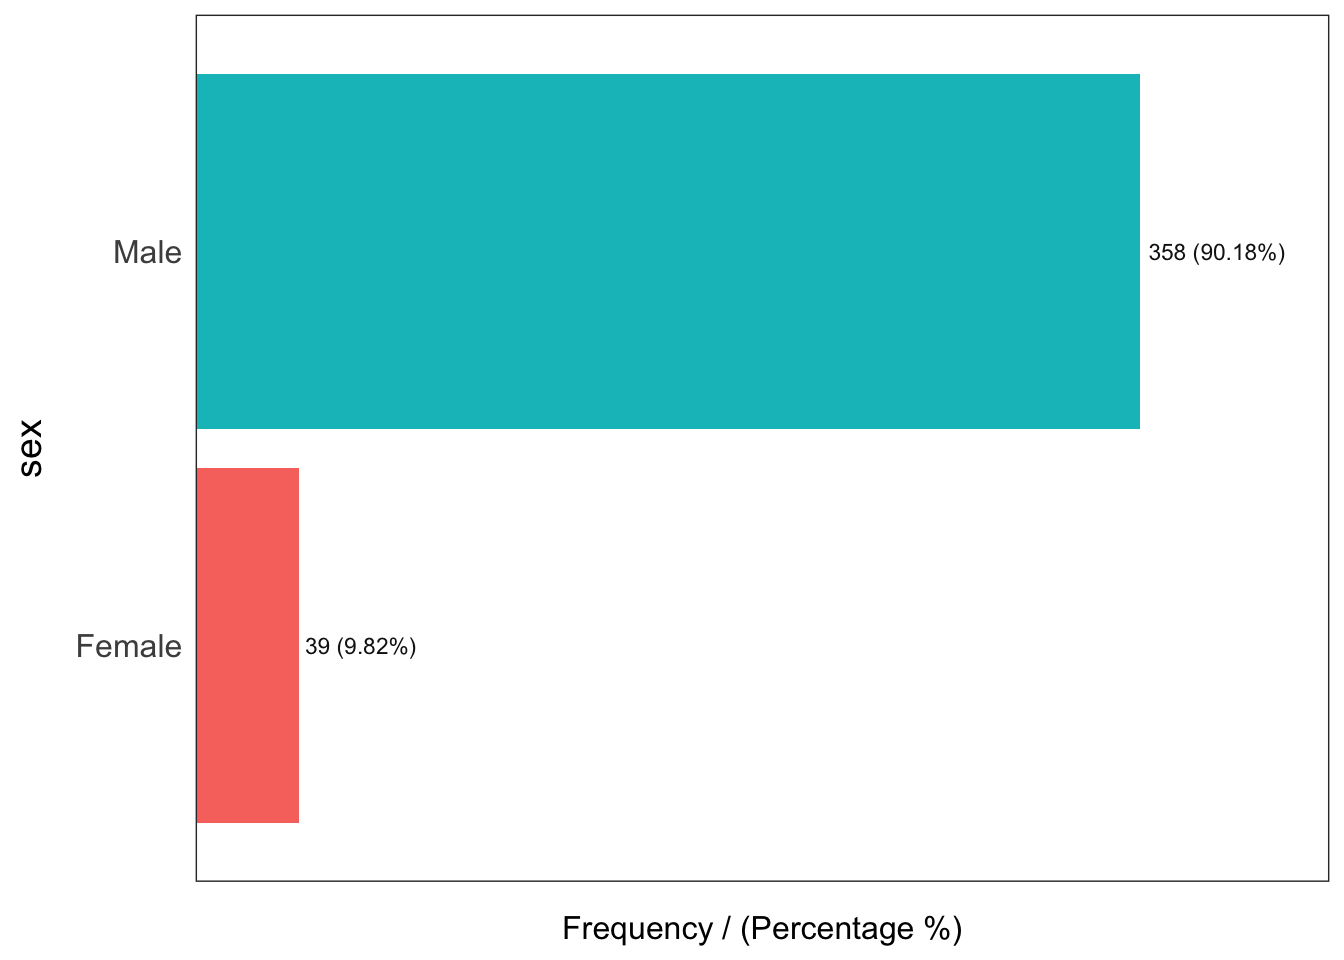 Male
358 (90.18%)
sex
Female
39 (9.82%)
Frequency / (Percentage %)